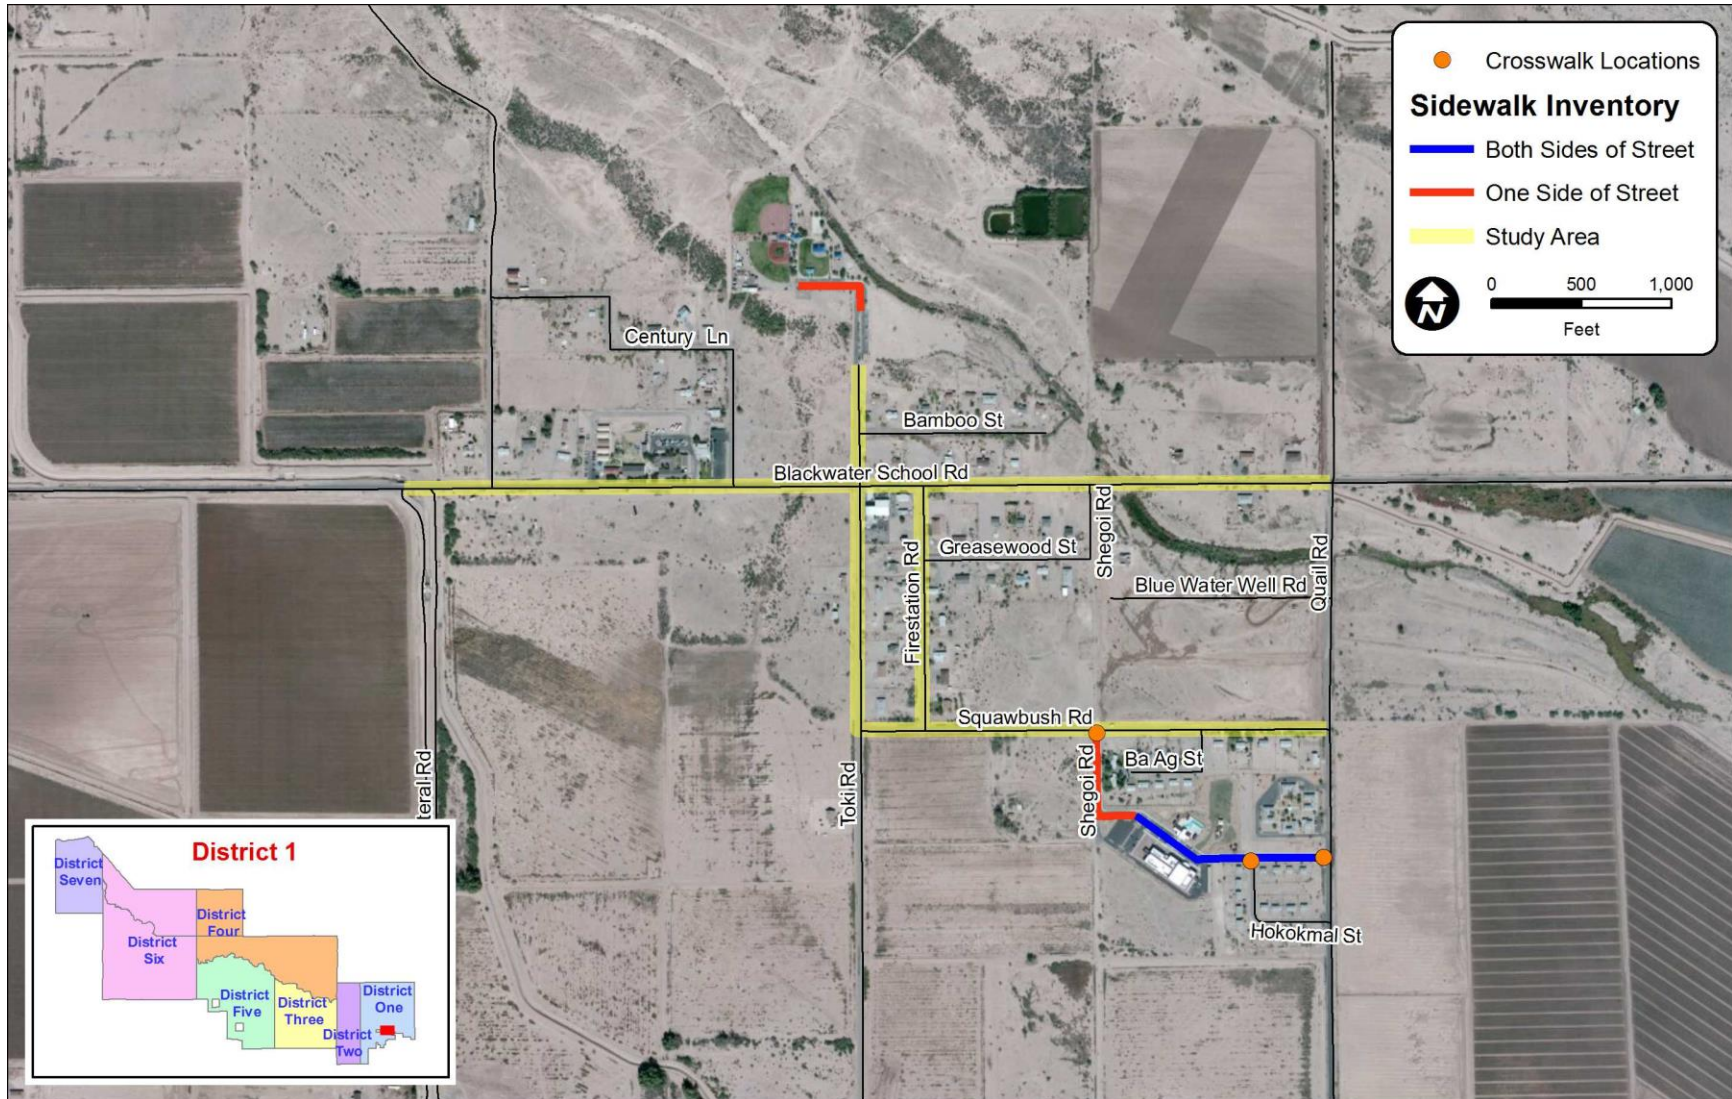 Crosswalk Locations
Sidewalk Inventory
Both Sides of Street
One Side of Street
Study Area
N
0 500 1,000
Feet
Century Ln
Bamboo St
Blackwater School Rd
Shegoi Rd
Greasewood St
Firestation Rd
Blue Water Well Rd
Quail Rd
Squawbush Rd
Shegoi Rd
Ba Ag St
Toki Rd
teral Rd
Hokokmal St
District 1
District
Seven
District
Four
District
Six
District
Five
District
Three
District
Two
District
One